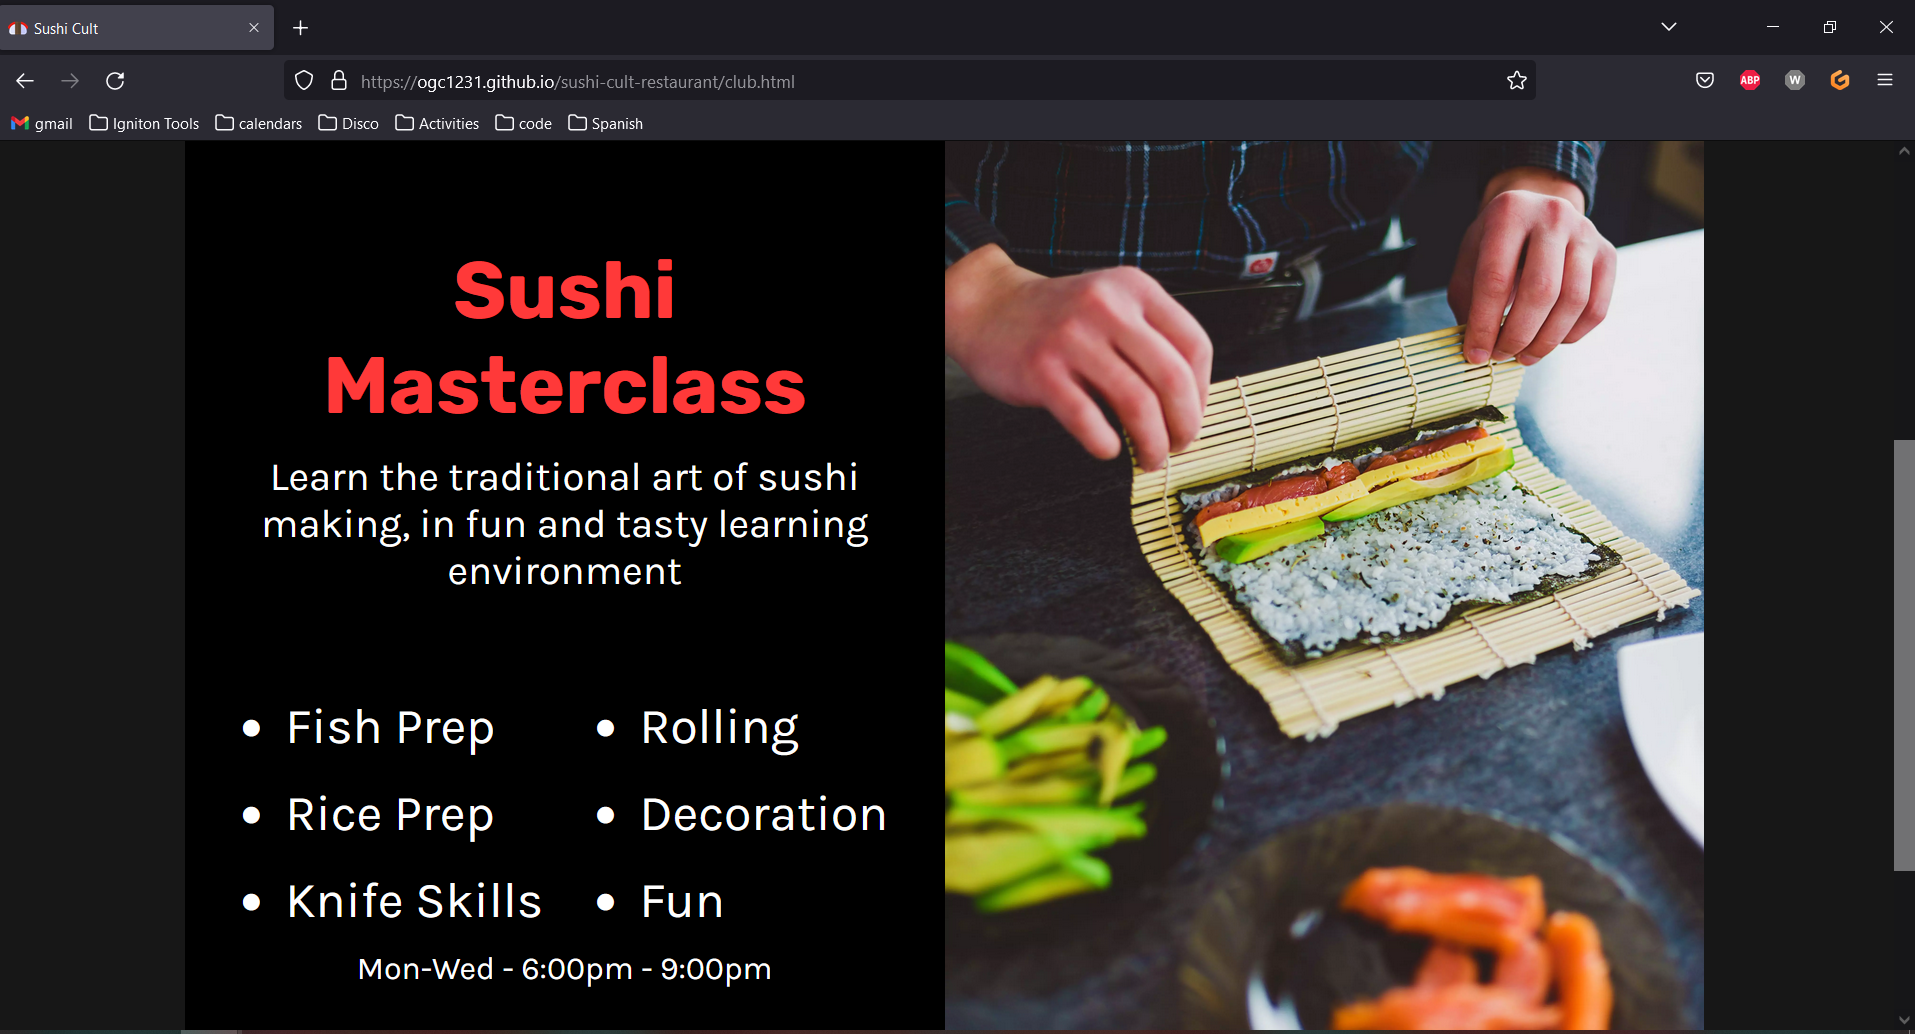 Sushi Cult
https://ogc1231.github.io/sushi-cult-restaurant/club.html
ABP
W
gmail Igniton Tools calendars Disco Activities code Spanish
Sushi
Masterclass
Learn the traditional art of sushi
making, in fun and tasty learning
environment
Fish Prep
Rice Prep
Knife Skills
Rolling
Decoration
Fun
Mon-Wed - 6:00pm - 9:00pm